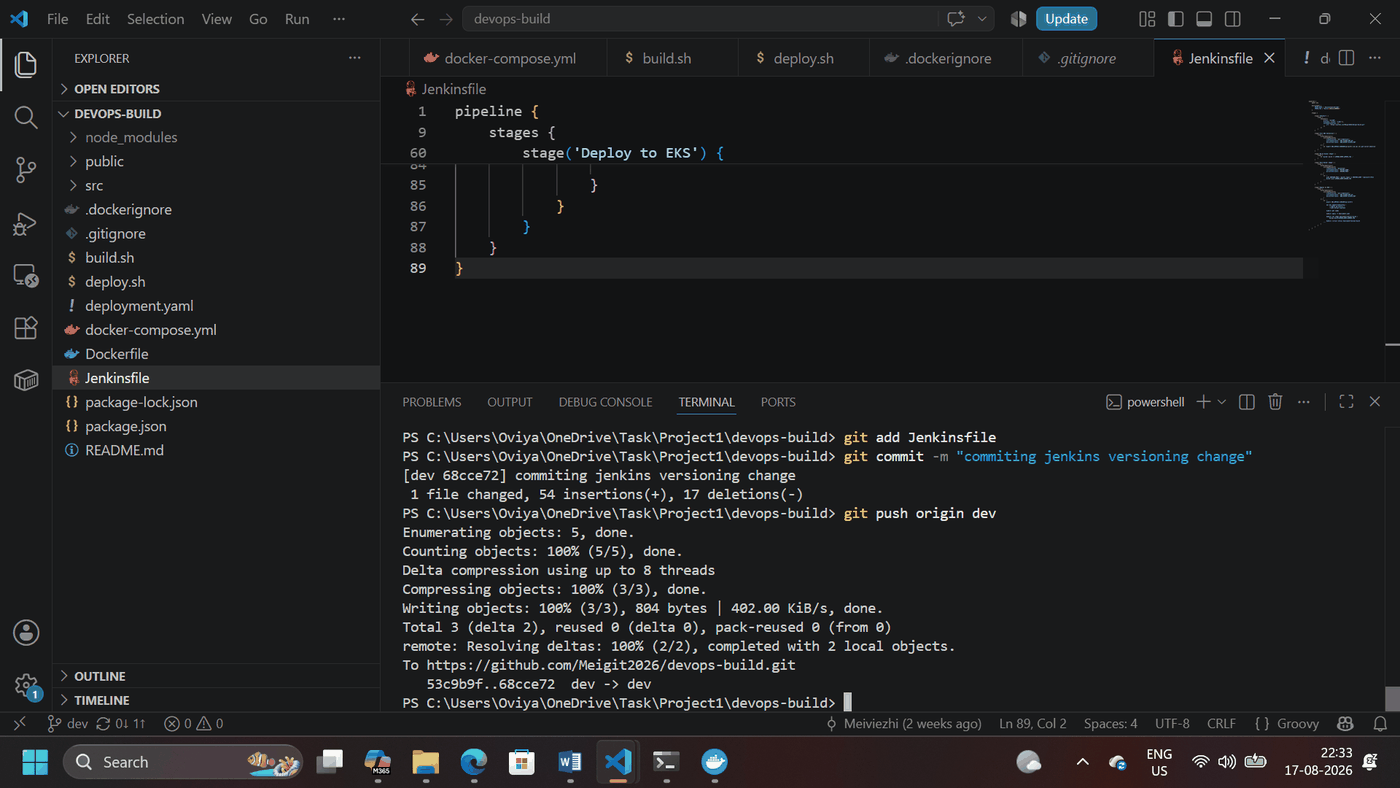 File Edit Selection View Go Run ···
devops-build
Update
EXPLORER
OPEN EDITORS
DEVOPS-BUILD
node_modules
public
src
.dockerignore
.gitignore
$ build.sh
$ deploy.sh
! deployment.yaml
docker-compose.yml
Dockerfile
Jenkinsfile
{} package-lock.json
{} package.json
README.md
OUTLINE
TIMELINE
docker-compose.yml $ build.sh $ deploy.sh .dockerignore .gitignore Jenkinsfile ! d
Jenkinsfile
1 pipeline {
9 stages {
60 stage('Deploy to EKS') {
84
85 }
86 }
87 }
88 }
89 }
PROBLEMS OUTPUT DEBUG CONSOLE TERMINAL PORTS
powershell
PS C:\Users\Oviya\OneDrive\Task\Project1\devops-build> git add Jenkinsfile
PS C:\Users\Oviya\OneDrive\Task\Project1\devops-build> git commit -m "commiting jenkins versioning change"
[dev 68cce72] commiting jenkins versioning change
1 file changed, 54 insertions(+), 17 deletions(-)
PS C:\Users\Oviya\OneDrive\Task\Project1\devops-build> git push origin dev
Enumerating objects: 5, done.
Counting objects: 100% (5/5), done.
Delta compression using up to 8 threads
Compressing objects: 100% (3/3), done.
Writing objects: 100% (3/3), 804 bytes | 402.00 KiB/s, done.
Total 3 (delta 2), reused 0 (delta 0), pack-reused 0 (from 0)
remote: Resolving deltas: 100% (2/2), completed with 2 local objects.
To https://github.com/Meigit2026/devops-build.git
53c9b9f..68cce72 dev -> dev
PS C:\Users\Oviya\OneDrive\Task\Project1\devops-build>
1
dev 0↓ 1↑ 0 0 Meiviezhi (2 weeks ago) Ln 89, Col 2 Spaces: 4 UTF-8 CRLF {} Groovy
Search
M365
ENG
US
22:33
17-08-2026